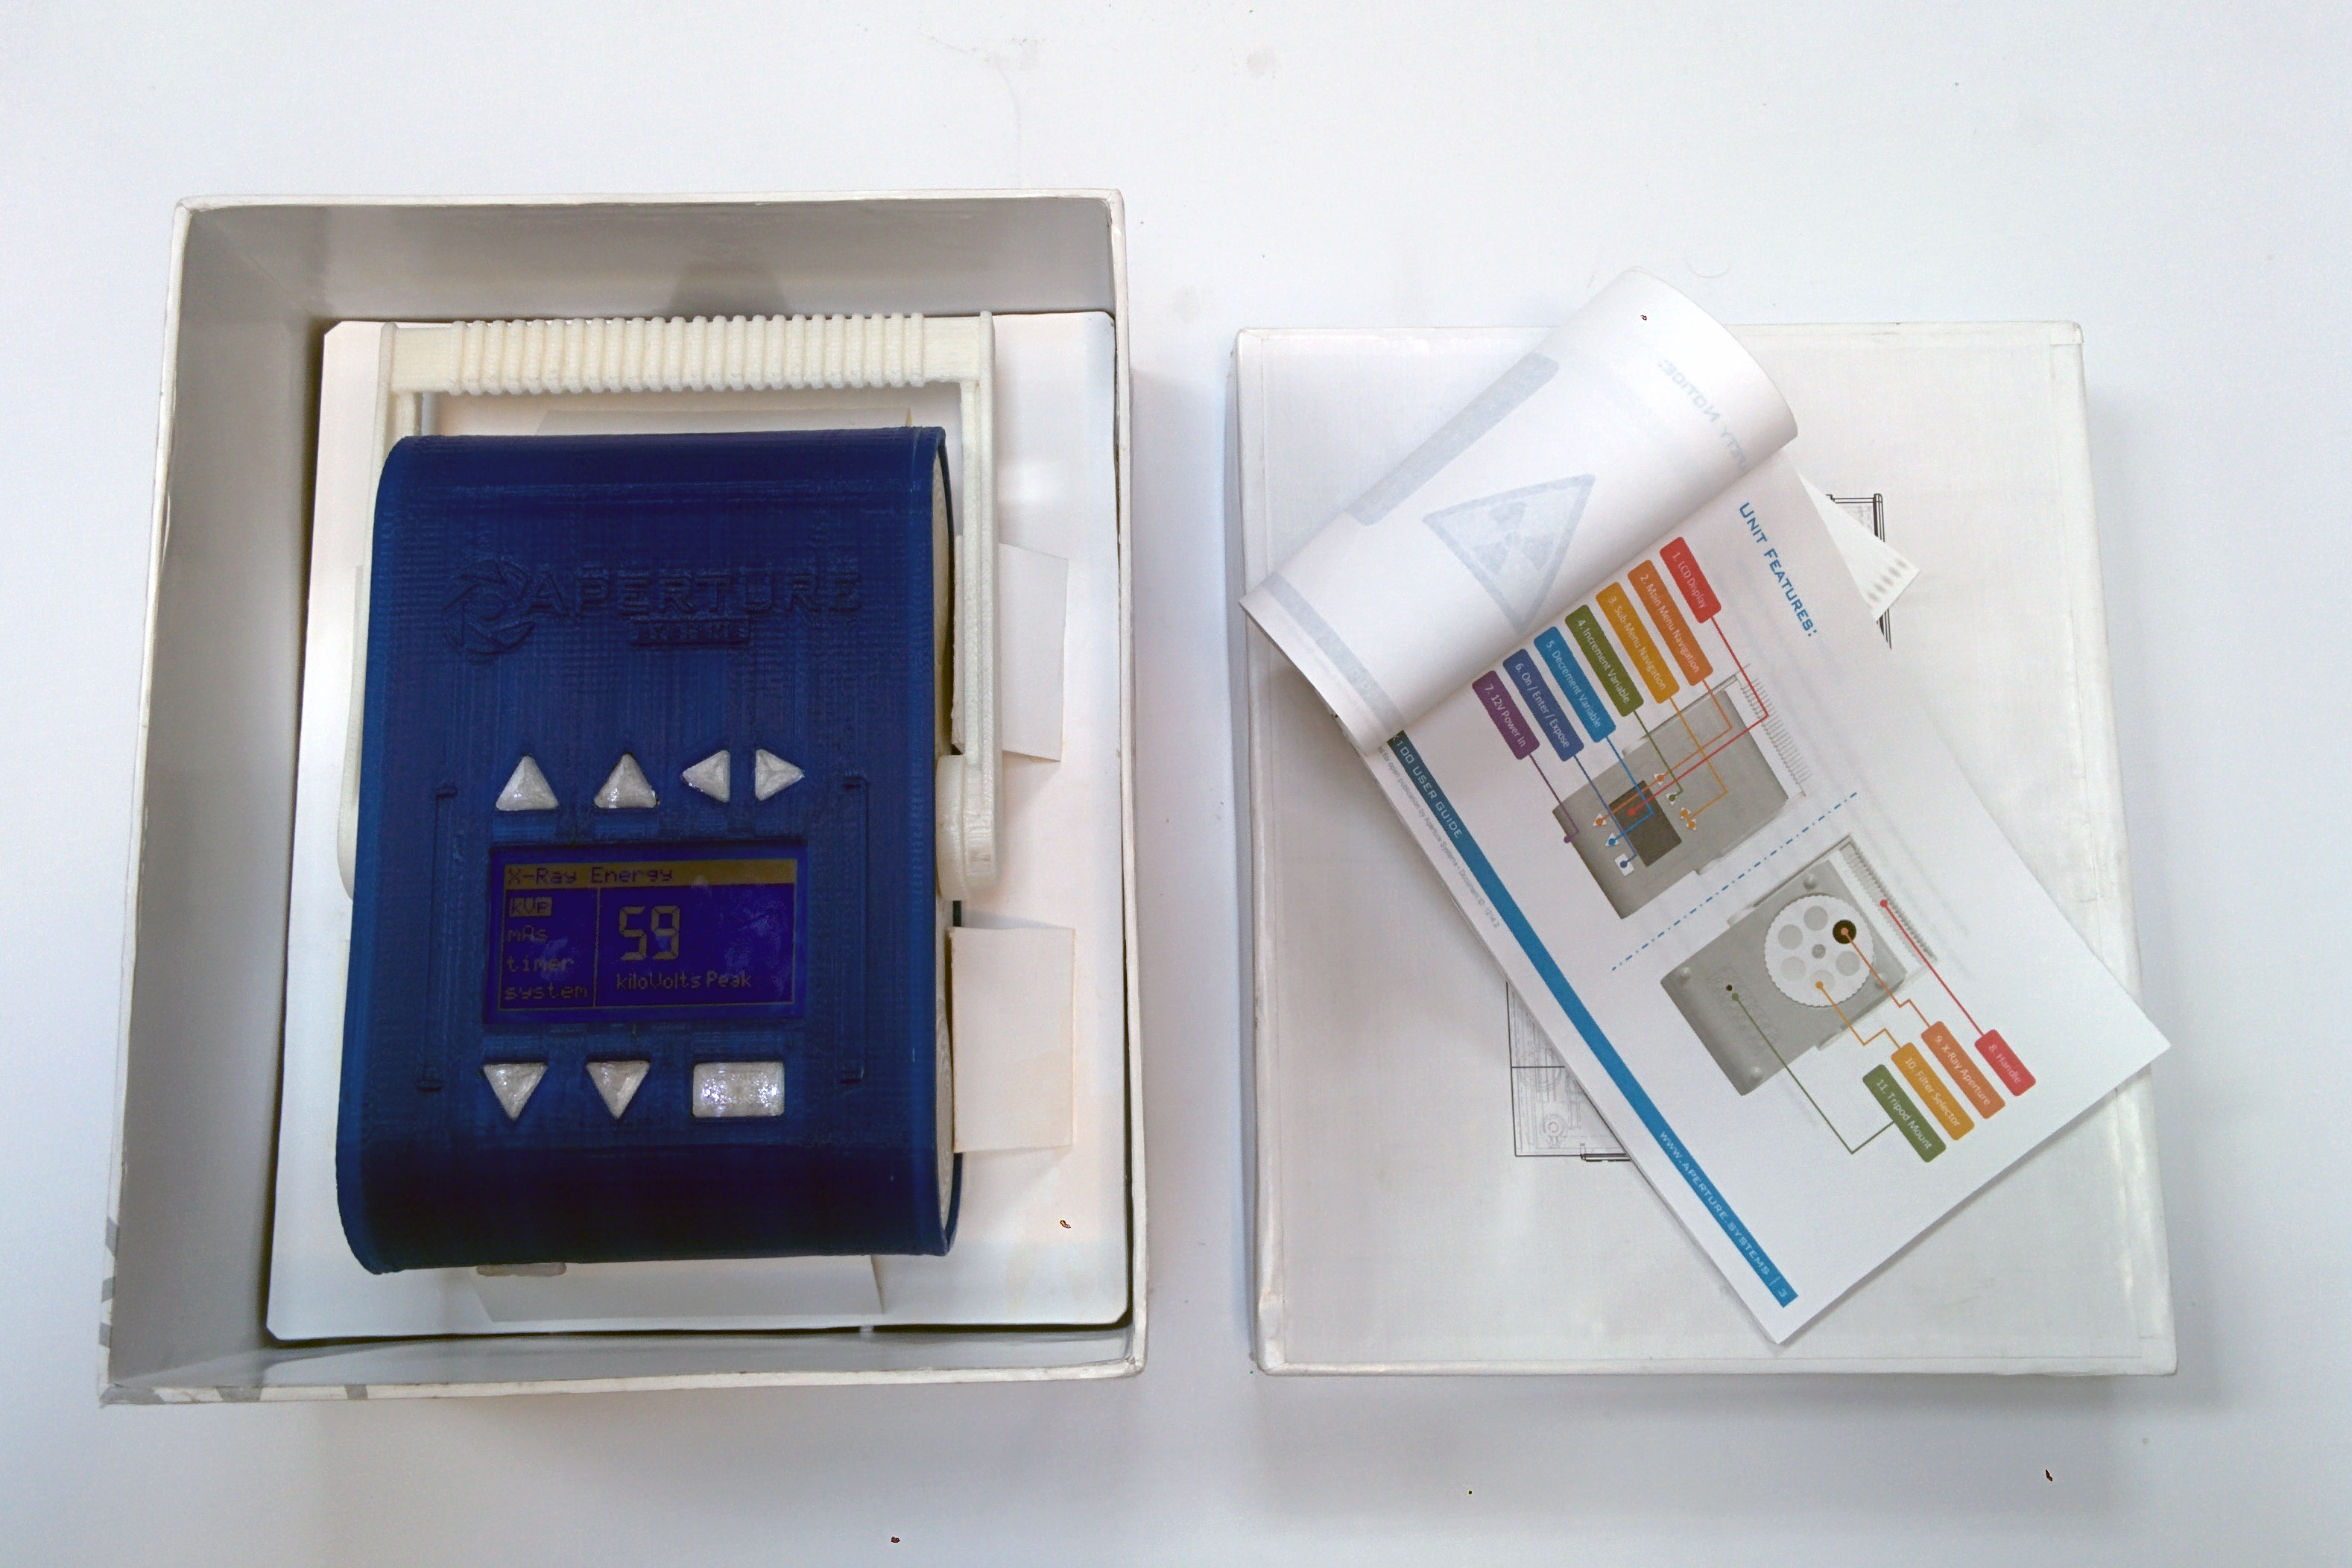 APERTURE
SYSTEMS
X-Ray Energy
kVp
mAs
timer
system
59
kiloVolts Peak
NOTICE:
UNIT FEATURES:
1. LCD Display
2. Main Menu Navigation
3. Sub-Menu Navigation
4. Increment Variable
5. Decrement Variable
6. On / Enter / Expose
7. 12V Power in
8. Handle
9. X-Ray Aperture
10. Filter Selector
11. Tripod Mount
USER GUIDE
WWW.APERTURE.SYSTEMS | 3